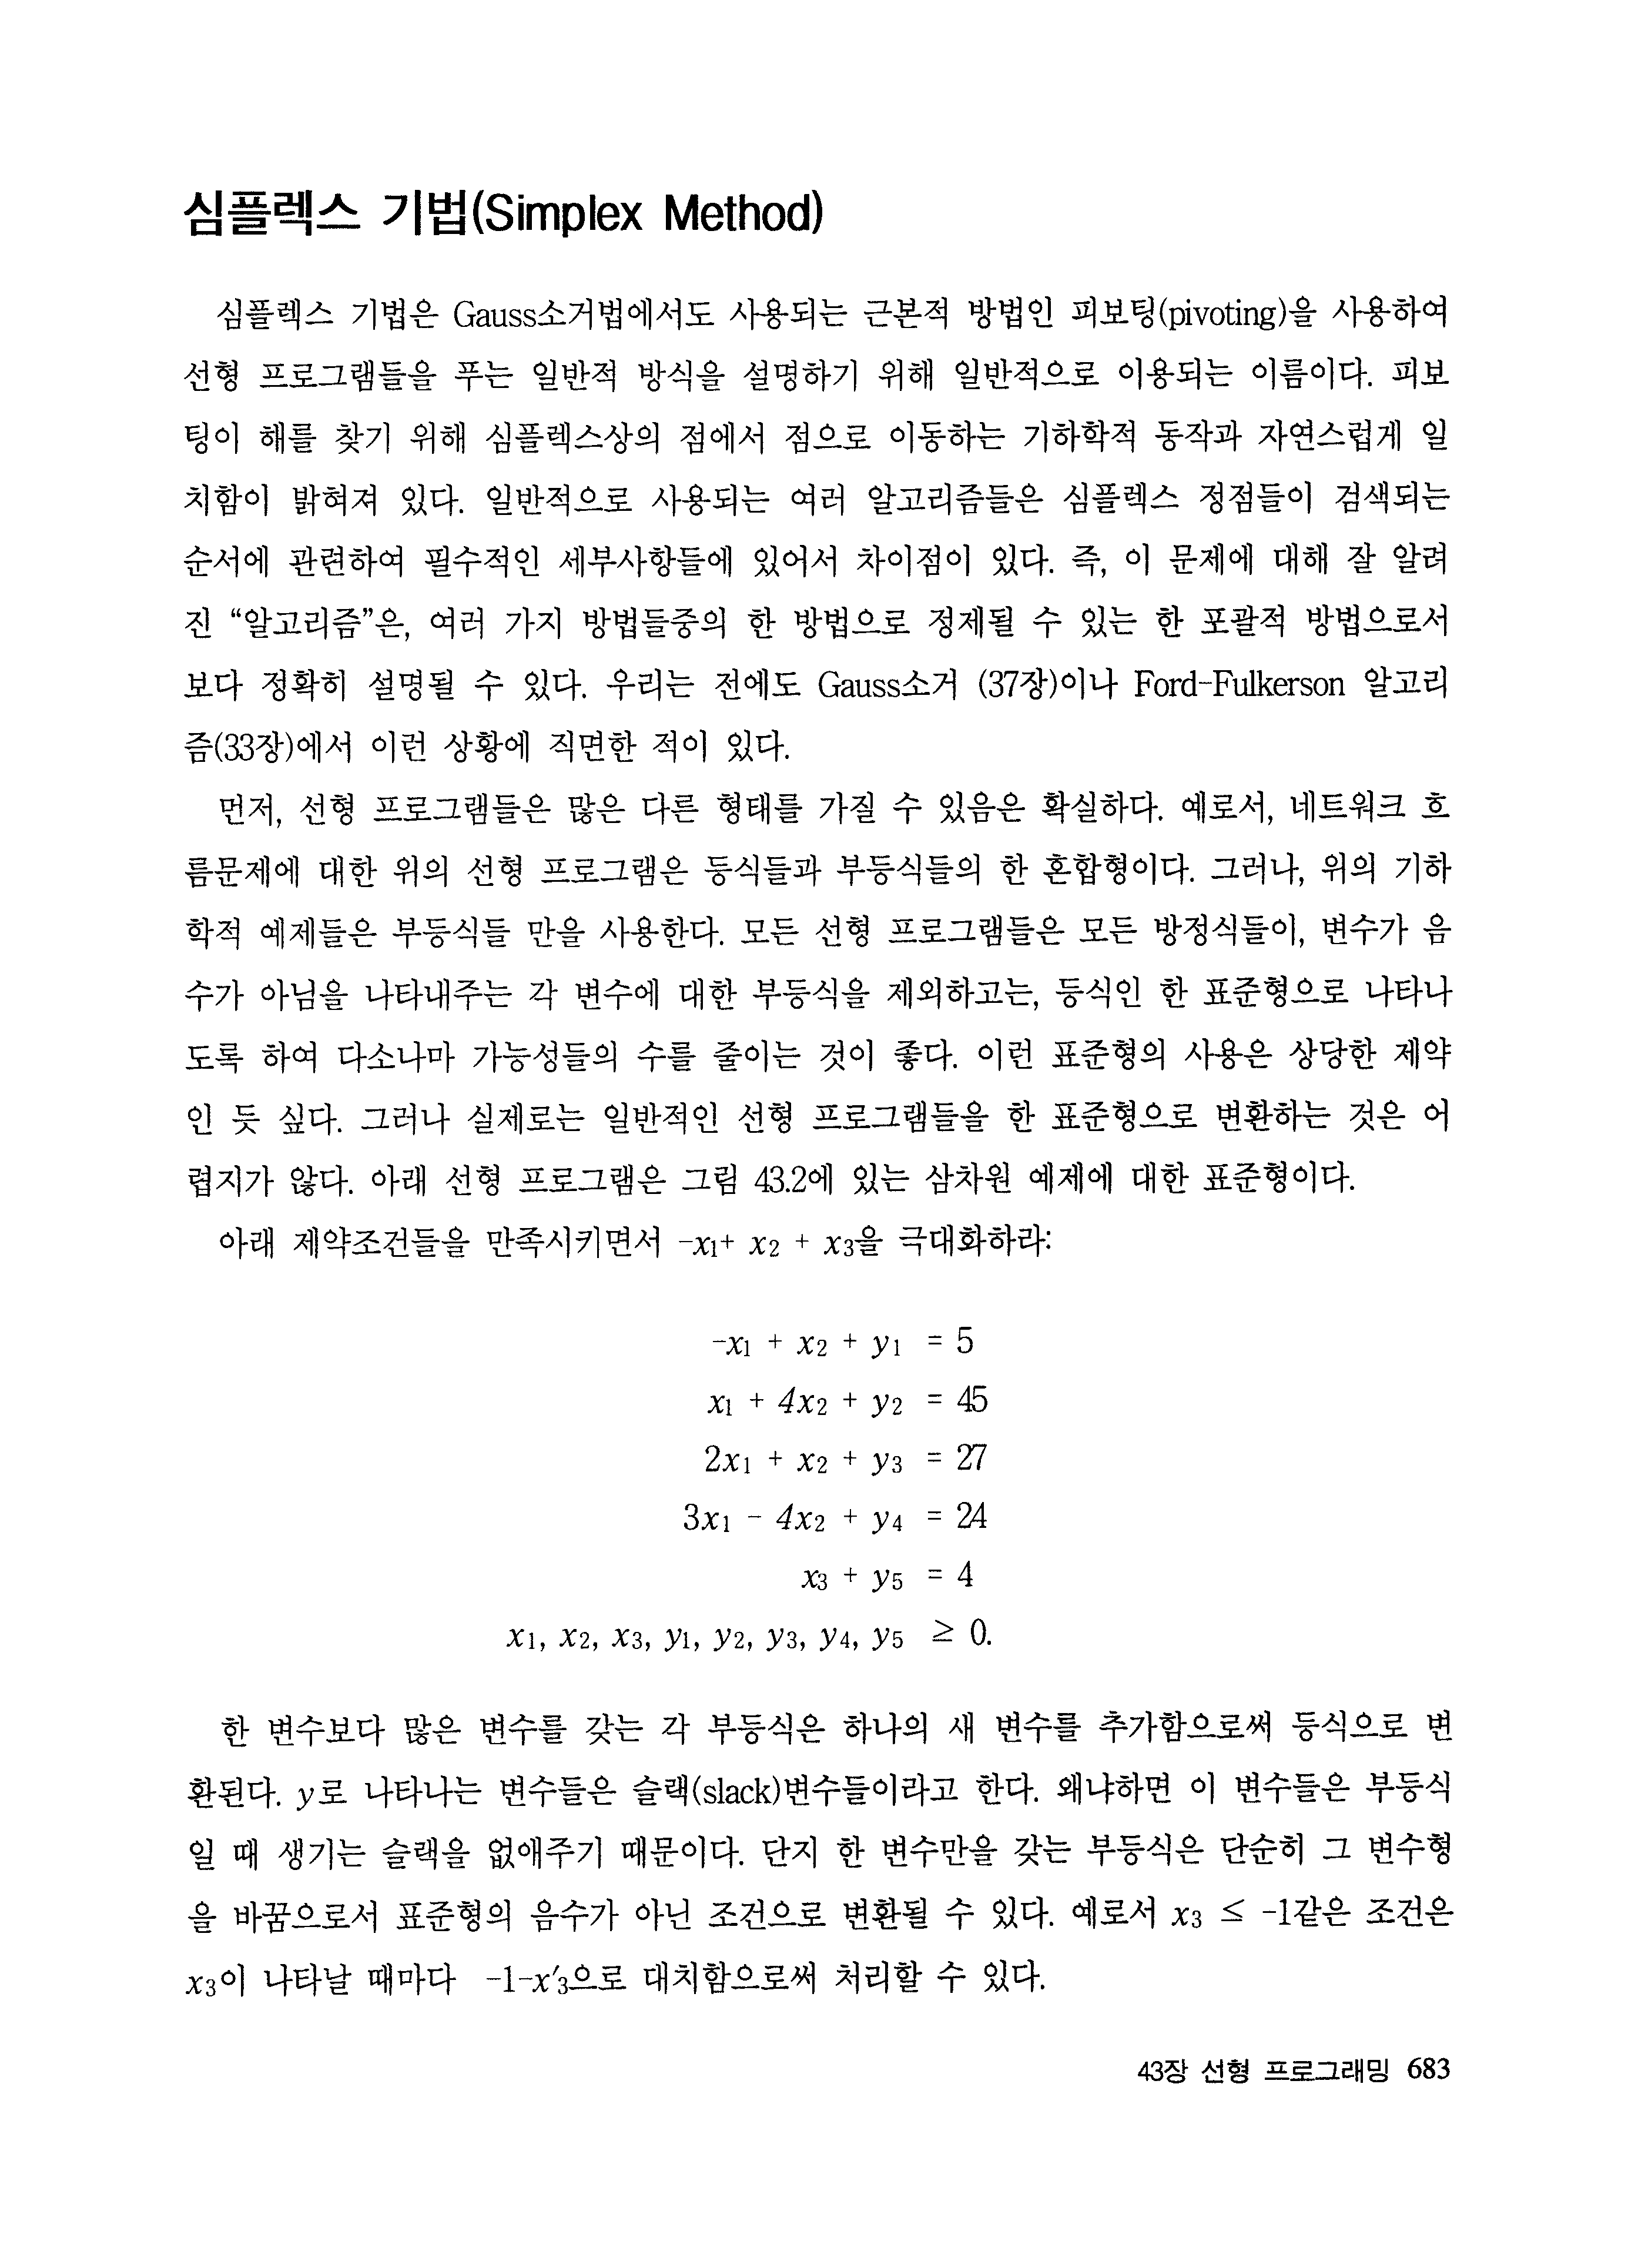 심플렉스 기법(Simplex Method)
심플렉스 기법은 Gauss소거법에서도 사용되는 근본적 방법인 피보팅(pivoting)을 사용하여
선형 프로그램들을 푸는 일반적 방식을 설명하기 위해 일반적으로 이용되는 이름이다. 피보
팅이 해를 찾기 위해 심플렉스상의 점에서 점으로 이동하는 기하학적 동작과 자연스럽게 일
치함이 밝혀져 있다. 일반적으로 사용되는 여러 알고리즘들은 심플렉스 정점들이 검색되는
순서에 관련하여 필수적인 세부사항들에 있어서 차이점이 있다. 즉, 이 문제에 대해 잘 알려
진 “알고리즘”은, 여러 가지 방법들중의 한 방법으로 정제될 수 있는 한 포괄적 방법으로서
보다 정확히 설명될 수 있다. 우리는 전에도 Gauss소거 (37장)이나 Ford-Fulkerson 알고리
즘(33장)에서 이런 상황에 직면한 적이 있다.
먼저, 선형 프로그램들은 많은 다른 형태를 가질 수 있음은 확실하다. 예로서, 네트워크 흐
름문제에 대한 위의 선형 프로그램은 등식들과 부등식들의 한 혼합형이다. 그러나, 위의 기하
학적 예제들은 부등식들 만을 사용한다. 모든 선형 프로그램들은 모든 방정식들이, 변수가 음
수가 아님을 나타내주는 각 변수에 대한 부등식을 제외하고는, 등식인 한 표준형으로 나타나
도록 하여 다소나마 가능성들의 수를 줄이는 것이 좋다. 이런 표준형의 사용은 상당한 제약
인 듯 싶다. 그러나 실제로는 일반적인 선형 프로그램들을 한 표준형으로 변환하는 것은 어
렵지가 않다. 아래 선형 프로그램은 그림 43.2에 있는 삼차원 예제에 대한 표준형이다.
아래 제약조건들을 만족시키면서 -x1+ x2 + x3을 극대화하라:
-x1 + x2 + y1 = 5
x1 + 4x2 + y2 = 45
2x1 + x2 + y3 = 27
3x1 - 4x2 + y4 = 24
x3 + y5 = 4
x1, x2, x3, y1, y2, y3, y4, y5 ≥ 0.
한 변수보다 많은 변수를 갖는 각 부등식은 하나의 새 변수를 추가함으로써 등식으로 변
환된다. y로 나타나는 변수들은 슬랙(slack)변수들이라고 한다. 왜냐하면 이 변수들은 부등식
일 때 생기는 슬랙을 없애주기 때문이다. 단지 한 변수만을 갖는 부등식은 단순히 그 변수형
을 바꿈으로서 표준형의 음수가 아닌 조건으로 변환될 수 있다. 예로서 x3 ≤ -1같은 조건은
x3이 나타날 때마다 -1-x′3으로 대치함으로써 처리할 수 있다.
43장 선형 프로그래밍 683